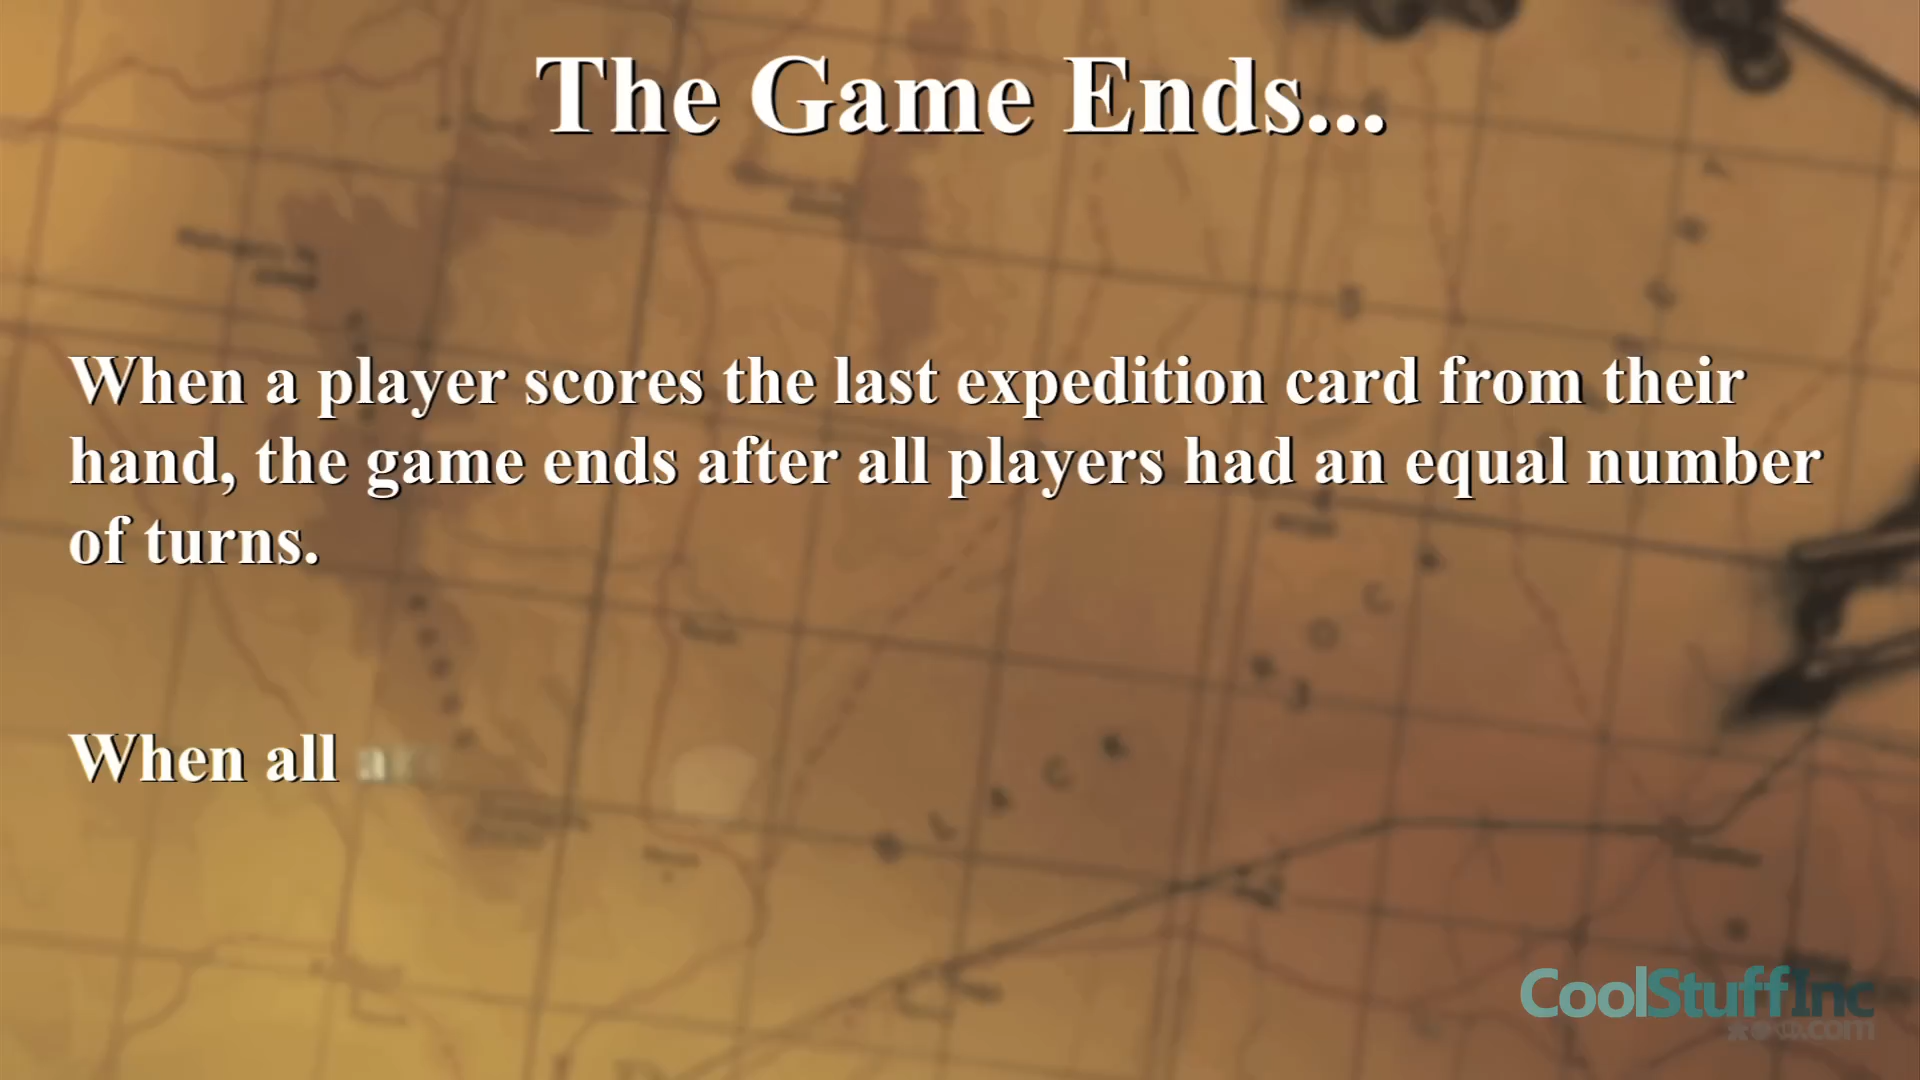 The Game Ends...
When a player scores the last expedition card from their
hand, the game ends after all players had an equal number
of turns.
When all
CoolStuffInc
.com